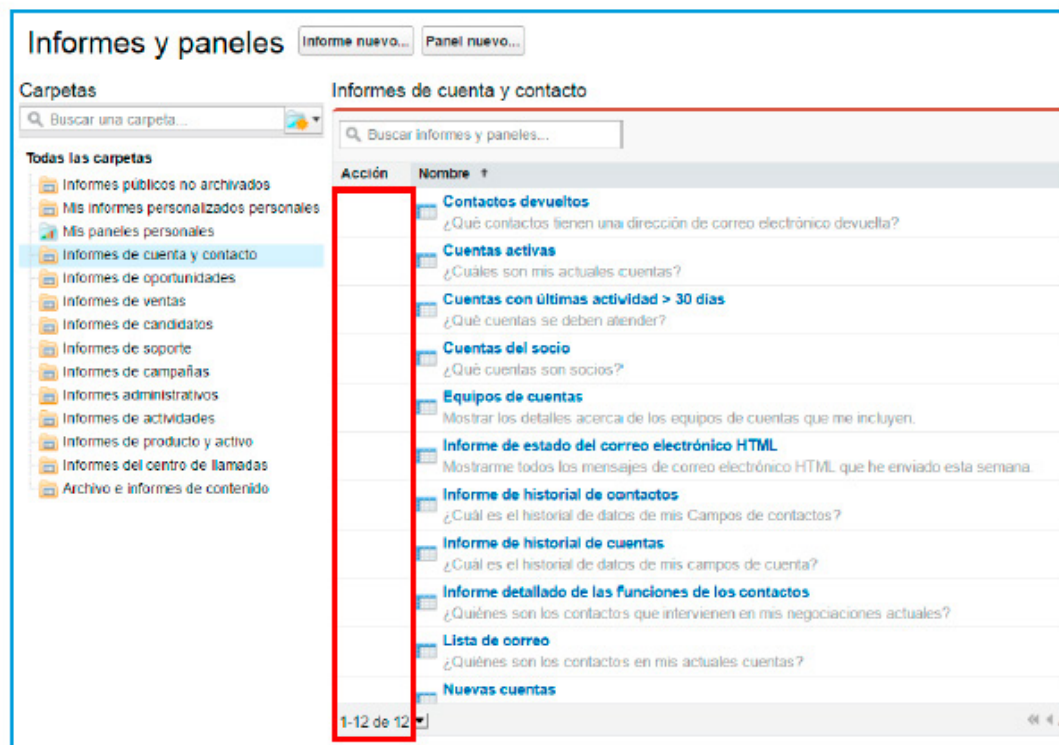 Informes y paneles
Informe nuevo...
Panel nuevo...
Carpetas
Buscar una carpeta...
Todas las carpetas
Informes públicos no archivados
Mis informes personalizados personales
Mis paneles personales
Informes de cuenta y contacto
Informes de oportunidades
Informes de ventas
Informes de candidatos
Informes de soporte
Informes de campañas
Informes administrativos
Informes de actividades
Informes de producto y activo
Informes del centro de llamadas
Archivo e informes de contenido
Informes de cuenta y contacto
Buscar informes y paneles...
Acción Nombre ↑
Contactos devueltos
¿Qué contactos tienen una dirección de correo electrónico devuelta?
Cuentas activas
¿Cuáles son mis actuales cuentas?
Cuentas con últimas actividad > 30 días
¿Qué cuentas se deben atender?
Cuentas del socio
¿Qué cuentas son socios?
Equipos de cuentas
Mostrar los detalles acerca de los equipos de cuentas que me incluyen.
Informe de estado del correo electrónico HTML
Mostrarme todos los mensajes de correo electrónico HTML que he enviado esta semana.
Informe de historial de contactos
¿Cuál es el historial de datos de mis Campos de contactos?
Informe de historial de cuentas
¿Cuál es el historial de datos de mis campos de cuenta?
Informe detallado de las funciones de los contactos
¿Quiénes son los contactos que intervienen en mis negociaciones actuales?
Lista de correo
¿Quiénes son los contactos en mis actuales cuentas?
Nuevas cuentas
1-12 de 12